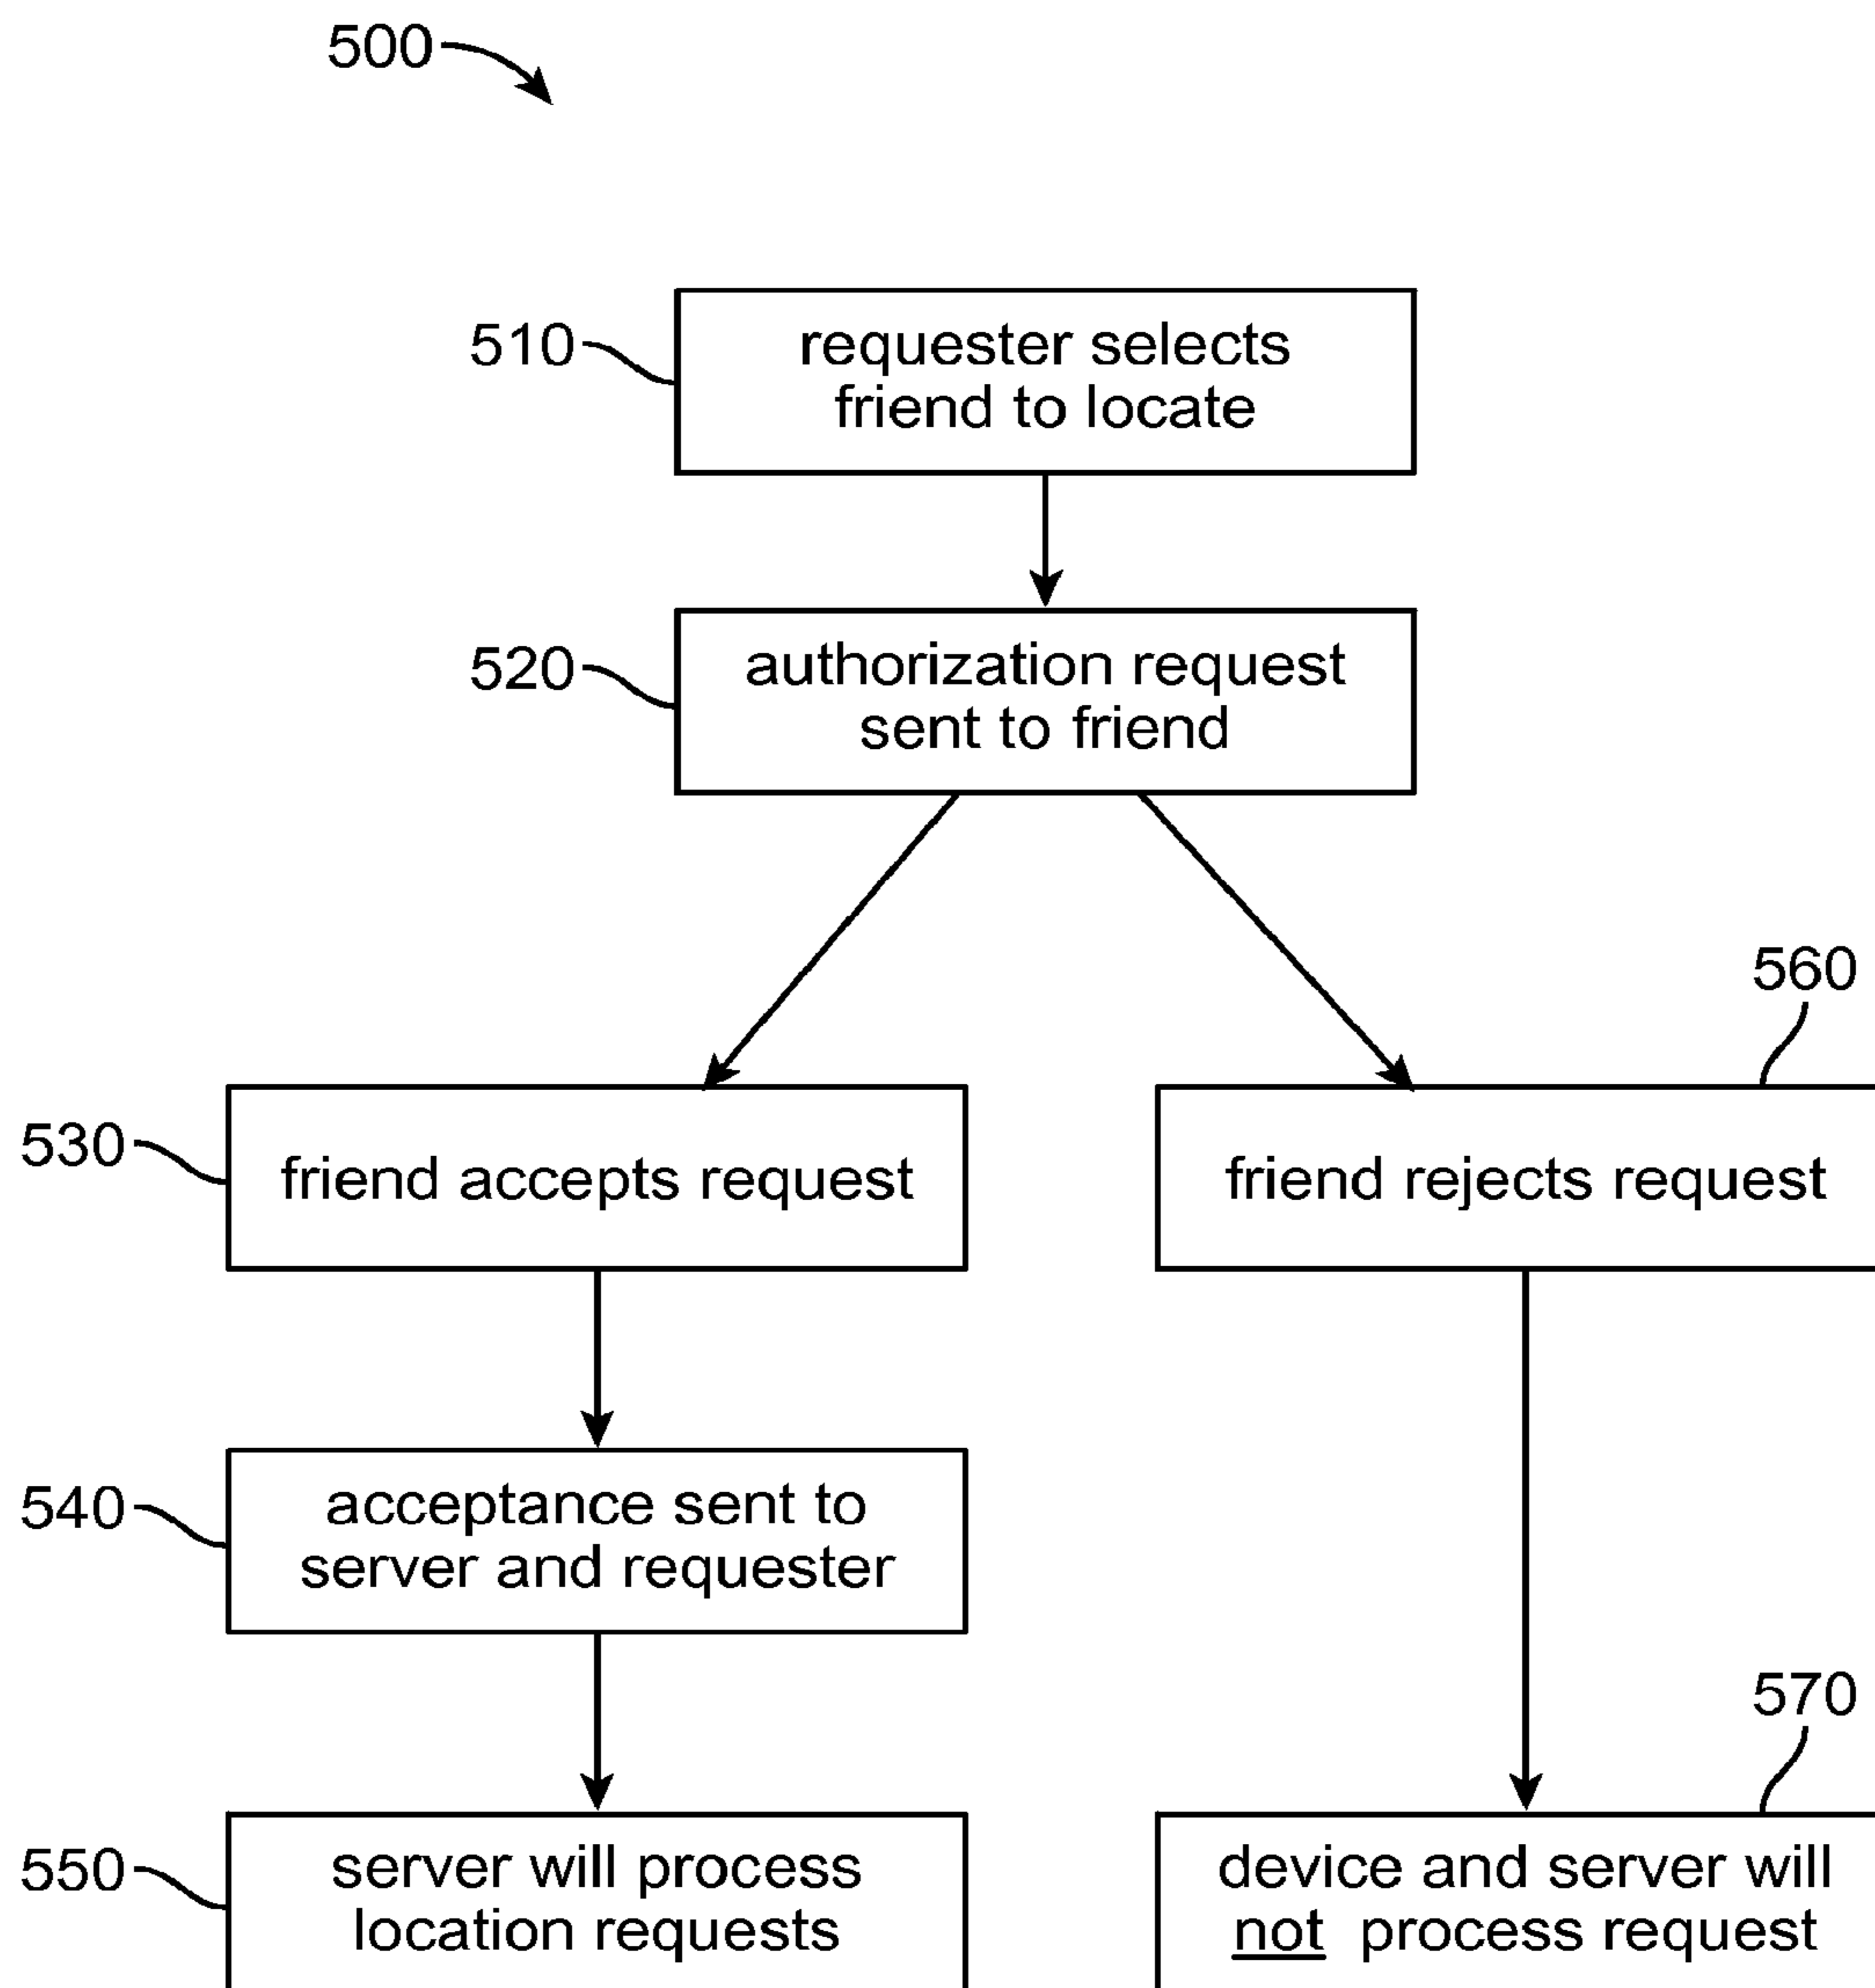 500
510
requester selects
friend to locate
520
authorization request
sent to friend
560
530
friend accepts request
friend rejects request
540
acceptance sent to
server and requester
570
550
server will process
location requests
device and server will
not process request